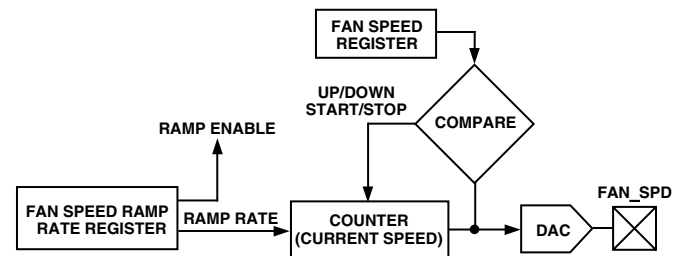 FAN SPEED
REGISTER
UP/DOWN
START/STOP
COMPARE
RAMP ENABLE
FAN_SPD
FAN SPEED RAMP
RATE REGISTER
RAMP RATE
COUNTER
(CURRENT SPEED)
DAC